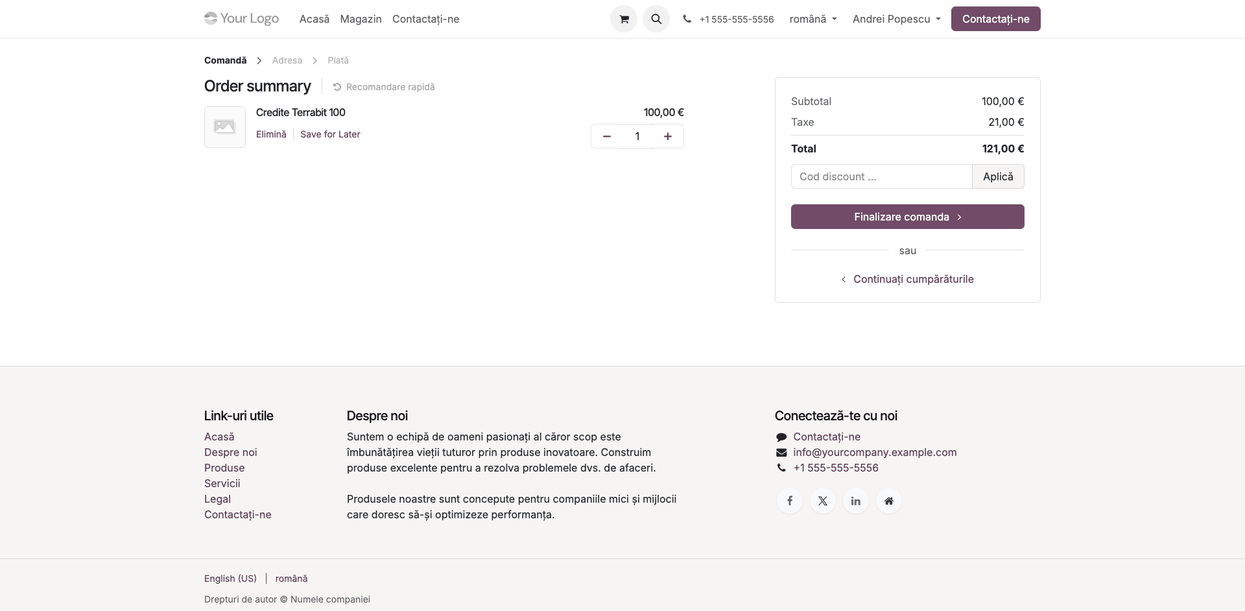 Your Logo
Acasă Magazin Contactați-ne
+1 555-555-5556 română Andrei Popescu Contactați-ne
Comandă Adresa Plată
Order summary Recomandare rapidă
Credite Terrabit 100 100,00 €
Elimină Save for Later
1
Subtotal 100,00 €
Taxe 21,00 €
Total 121,00 €
Cod discount ... Aplică
Finalizare comanda
sau
Continuați cumpărăturile
Link-uri utile
Acasă
Despre noi
Produse
Servicii
Legal
Contactați-ne
Despre noi
Suntem o echipă de oameni pasionați al căror scop este
îmbunătățirea vieții tuturor prin produse inovatoare. Construim
produse excelente pentru a rezolva problemele dvs. de afaceri.
Produsele noastre sunt concepute pentru companiile mici și mijlocii
care doresc să-și optimizeze performanța.
Conectează-te cu noi
Contactați-ne
info@yourcompany.example.com
+1 555-555-5556
English (US) | română
Drepturi de autor © Numele companiei